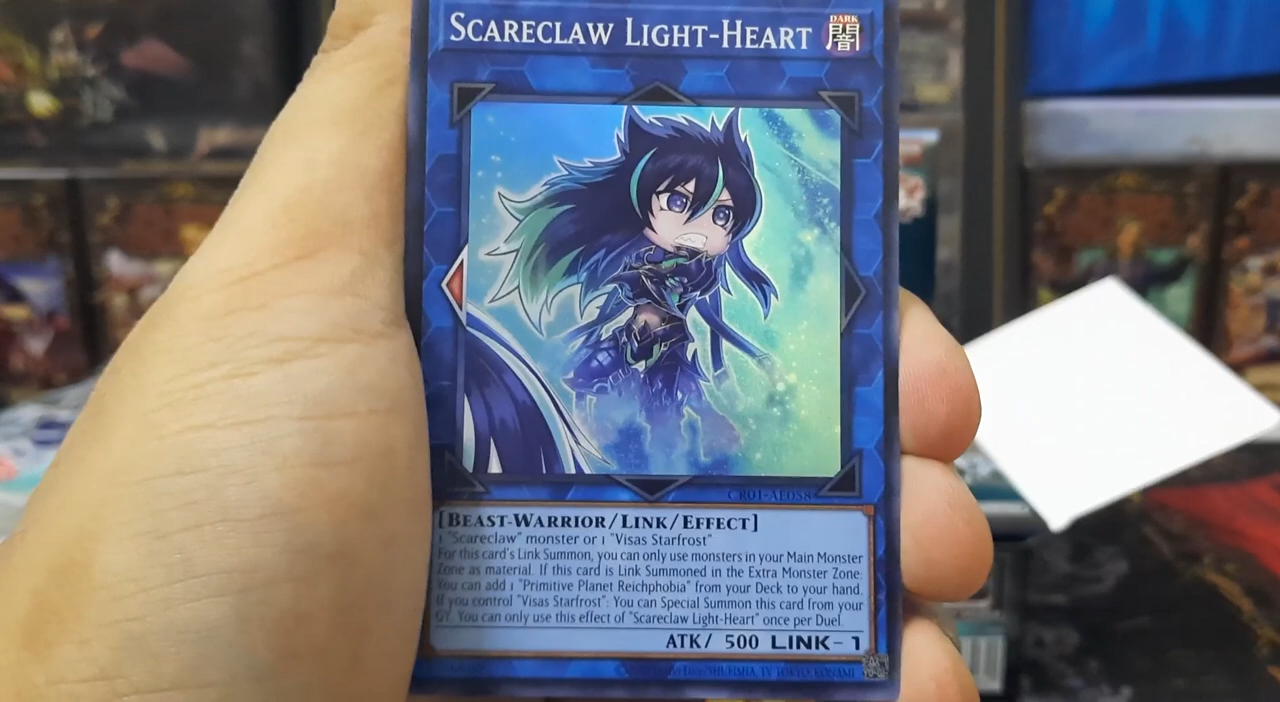 SCARECLAW LIGHT-HEART
DARK
闇
CR01-AE058
[BEAST-WARRIOR/LINK/EFFECT]
1 "Scareclaw" monster or 1 "Visas Starfrost"
For this card's Link Summon, you can only use monsters in your Main Monster
Zone as material. If this card is Link Summoned in the Extra Monster Zone:
You can add 1 "Primitive Planet Reichphobia" from your Deck to your hand.
If you control "Visas Starfrost": You can Special Summon this card from your
GY. You can only use this effect of "Scareclaw Light-Heart" once per Duel.
ATK/ 500 LINK-1
SHUEISHA, TV TOKYO, KONAMI